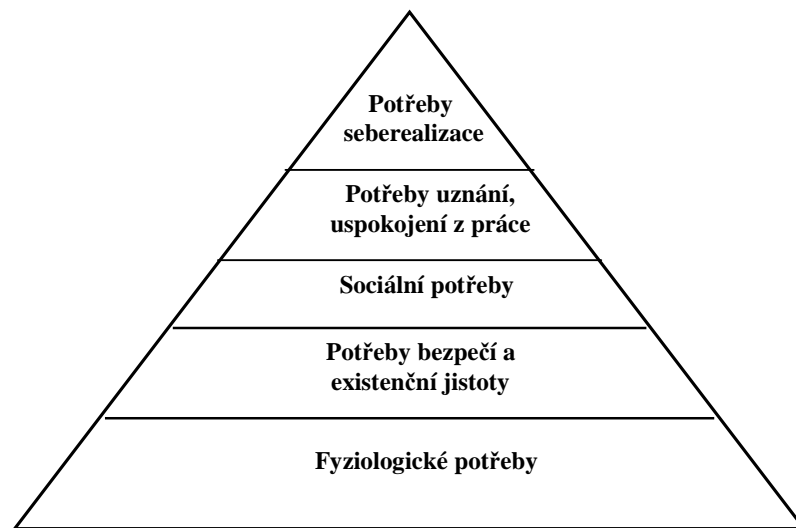 Potřeby
seberealizace
Potřeby uznání,
uspokojení z práce
Sociální potřeby
Potřeby bezpečí a
existenční jistoty
Fyziologické potřeby